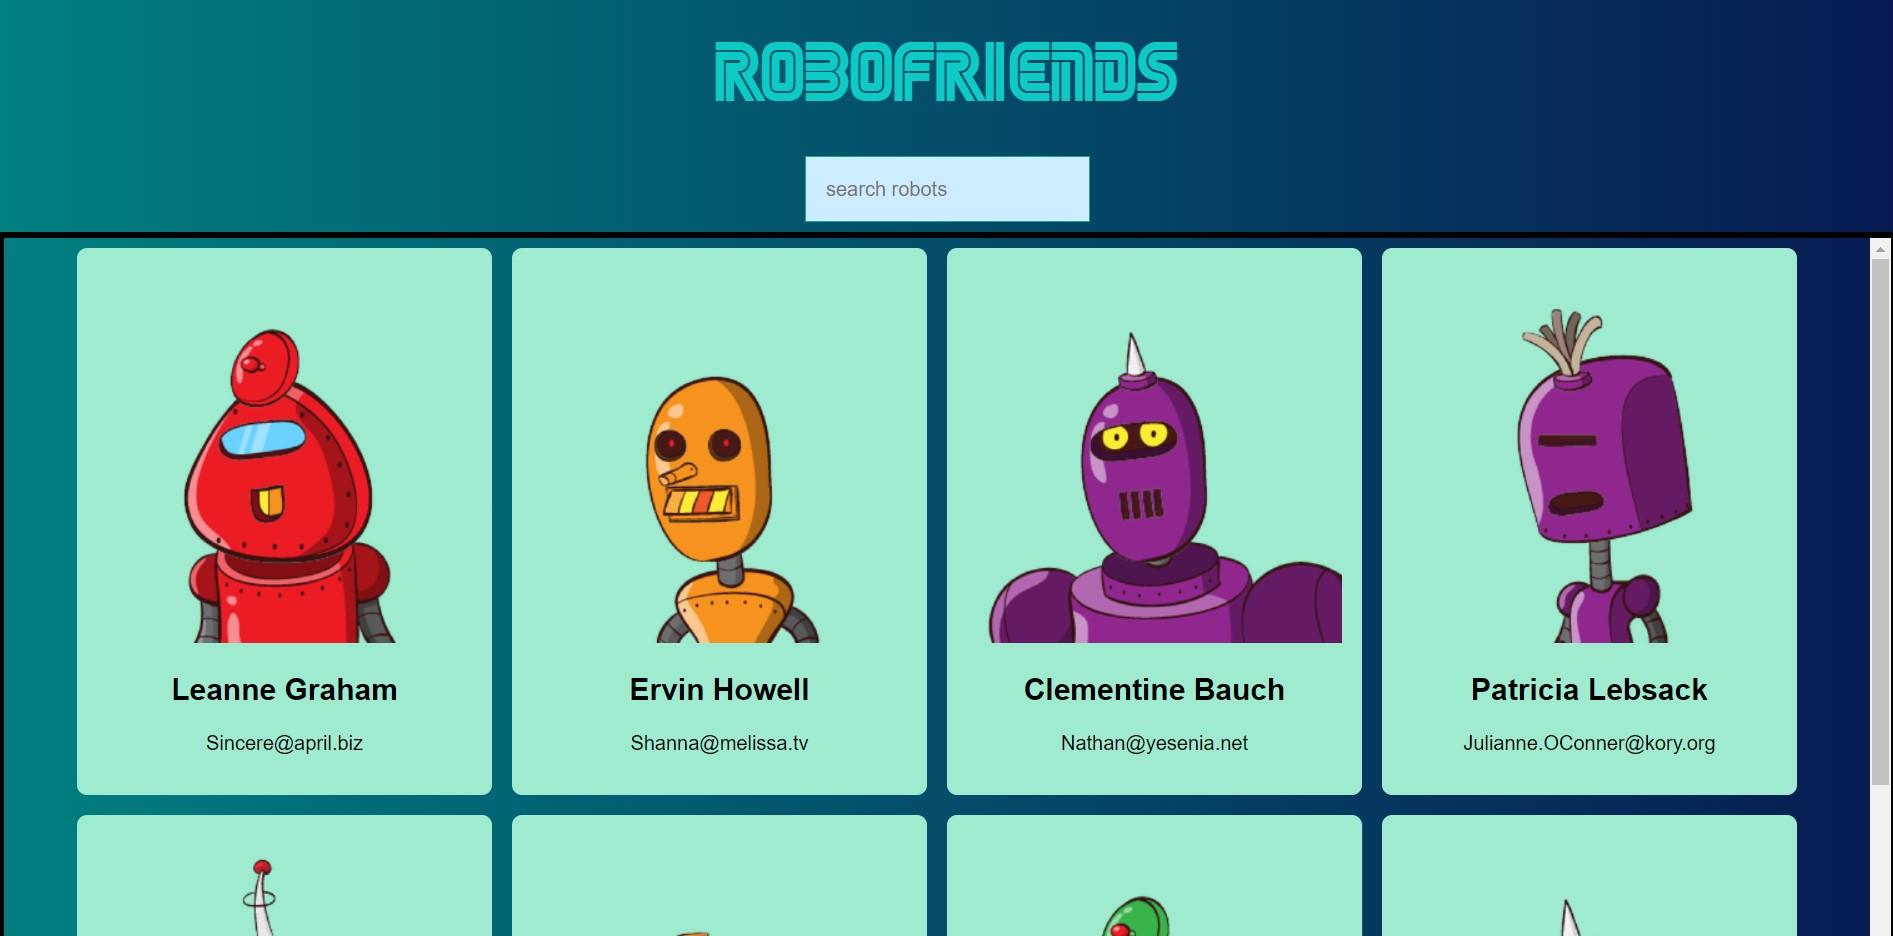 ROBOFRIENDS
search robots
Leanne Graham
Sincere@april.biz
Ervin Howell
Shanna@melissa.tv
Clementine Bauch
Nathan@yesenia.net
Patricia Lebsack
Julianne.OConner@kory.org